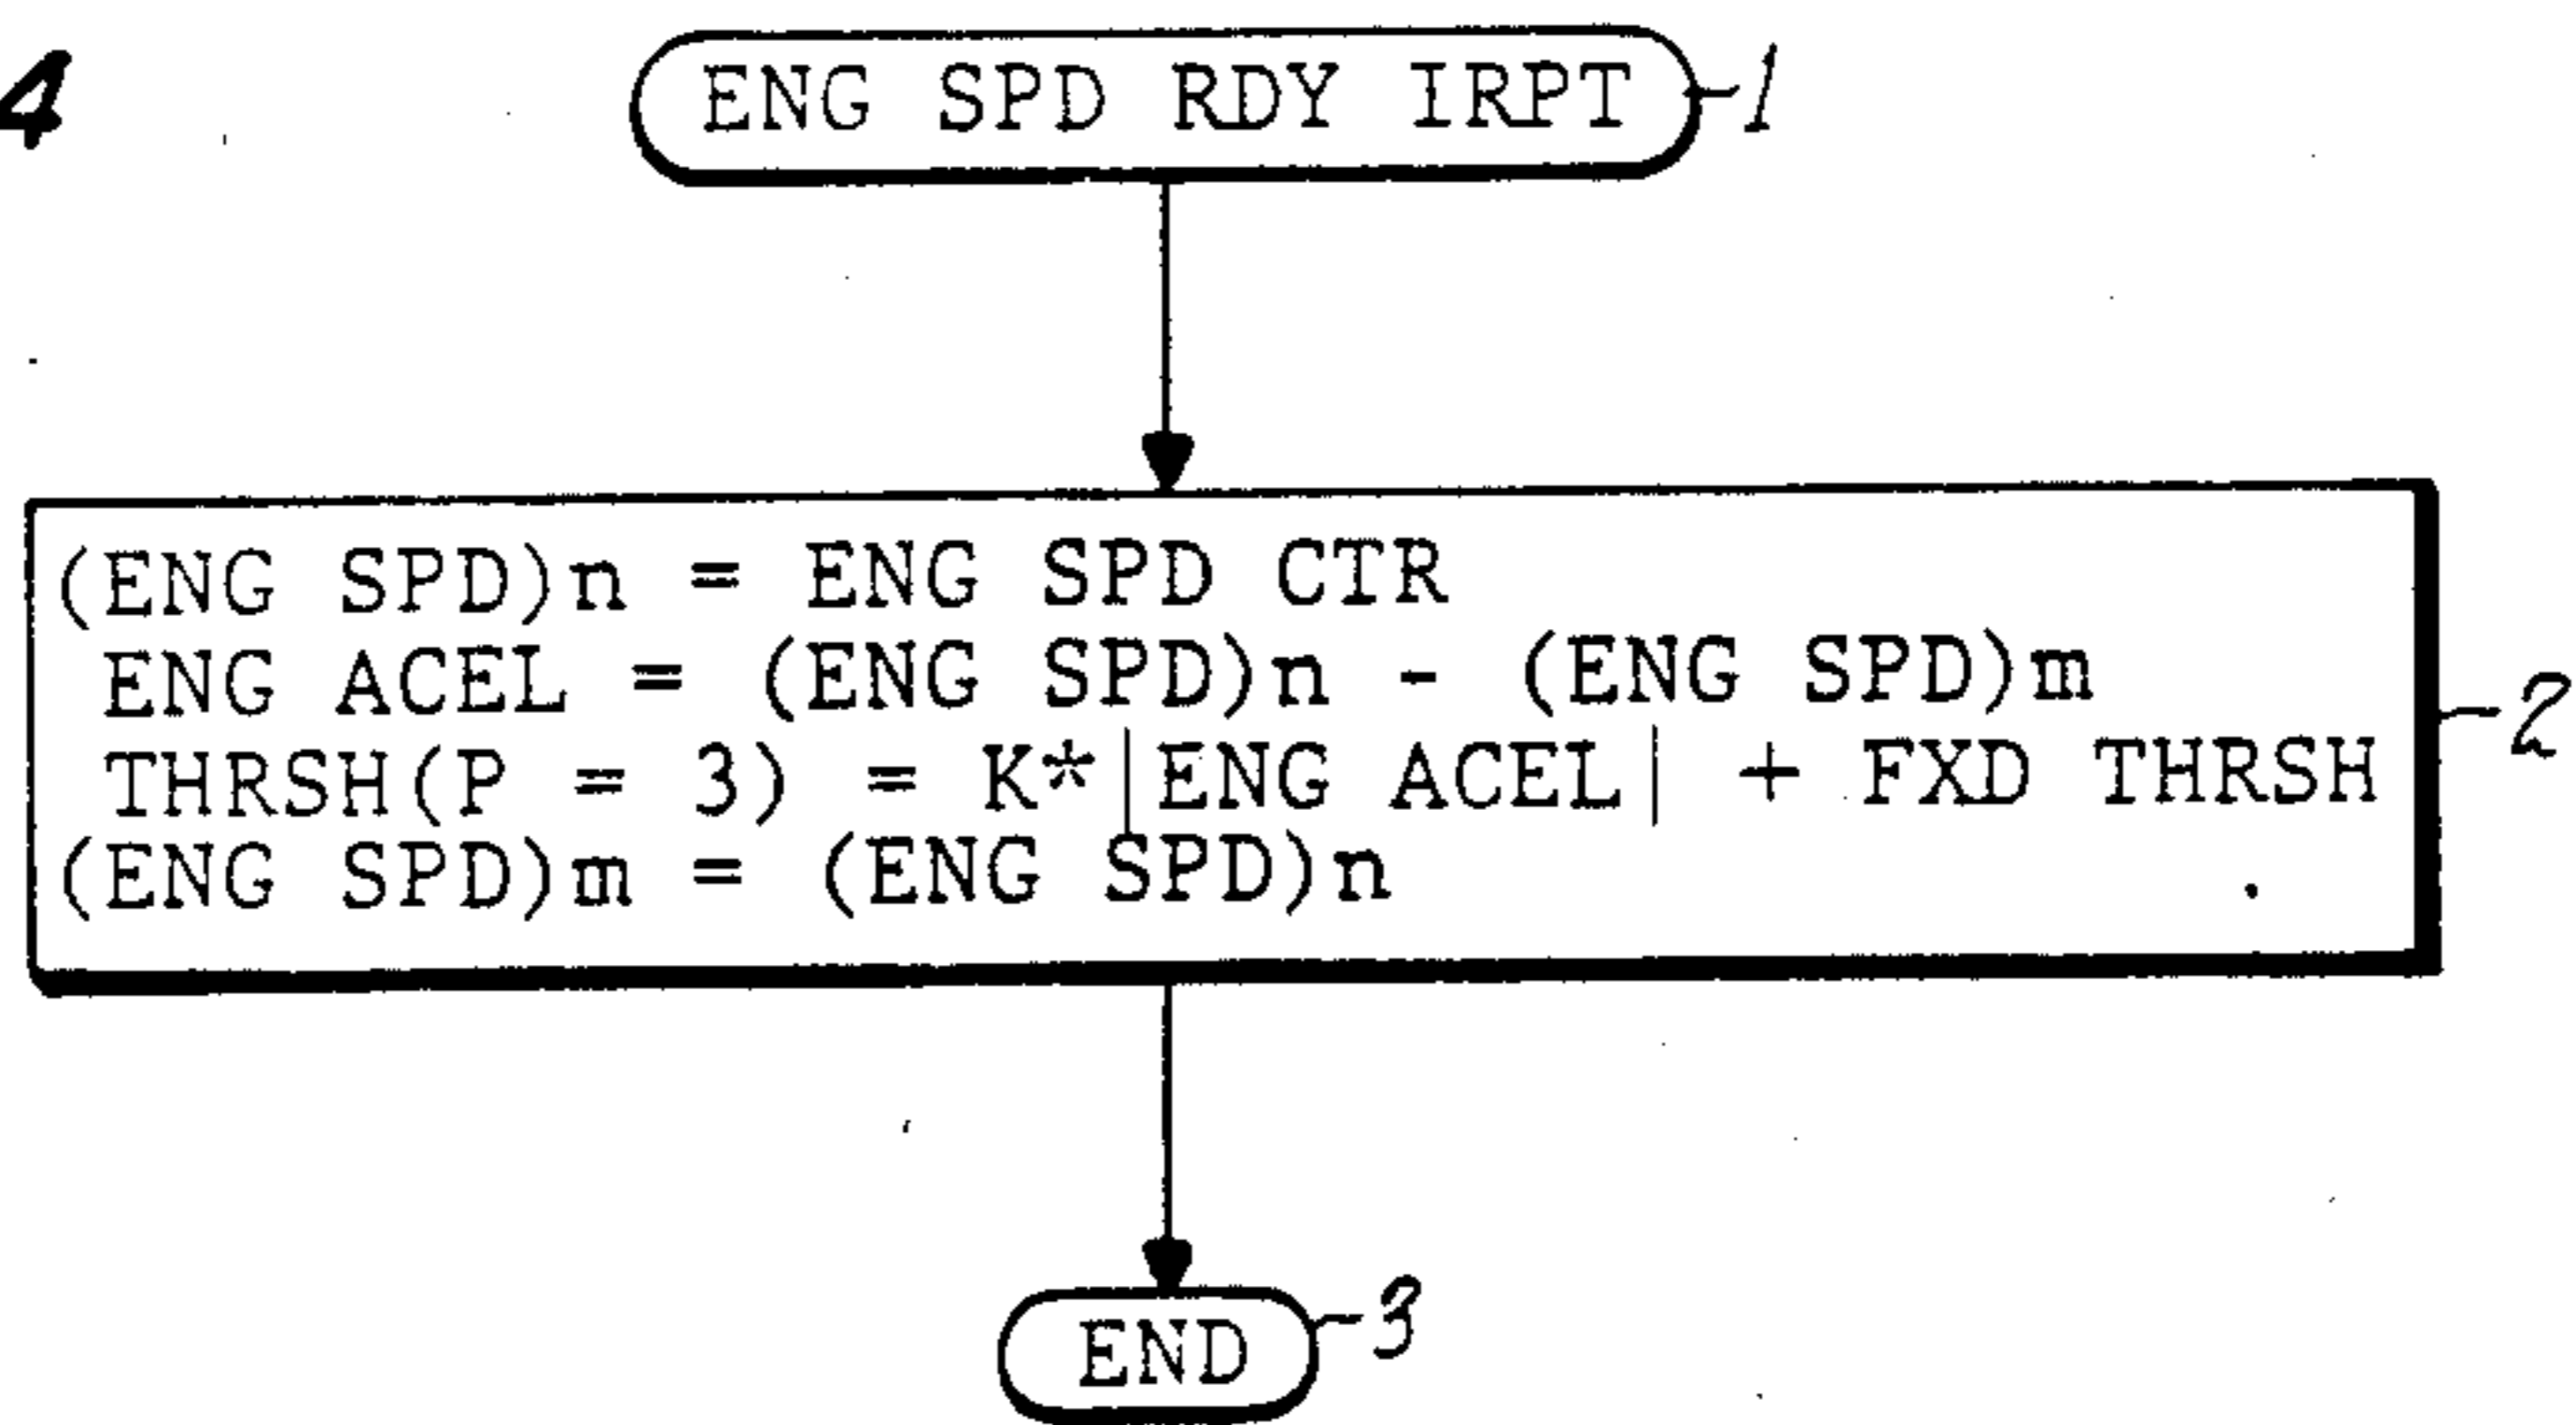 4
ENG SPD RDY IRPT
1
(ENG SPD)n = ENG SPD CTR
ENG ACEL = (ENG SPD)n - (ENG SPD)m
THRSH(P = 3) = K*|ENG ACEL| + FXD THRSH
(ENG SPD)m = (ENG SPD)n
2
END
3